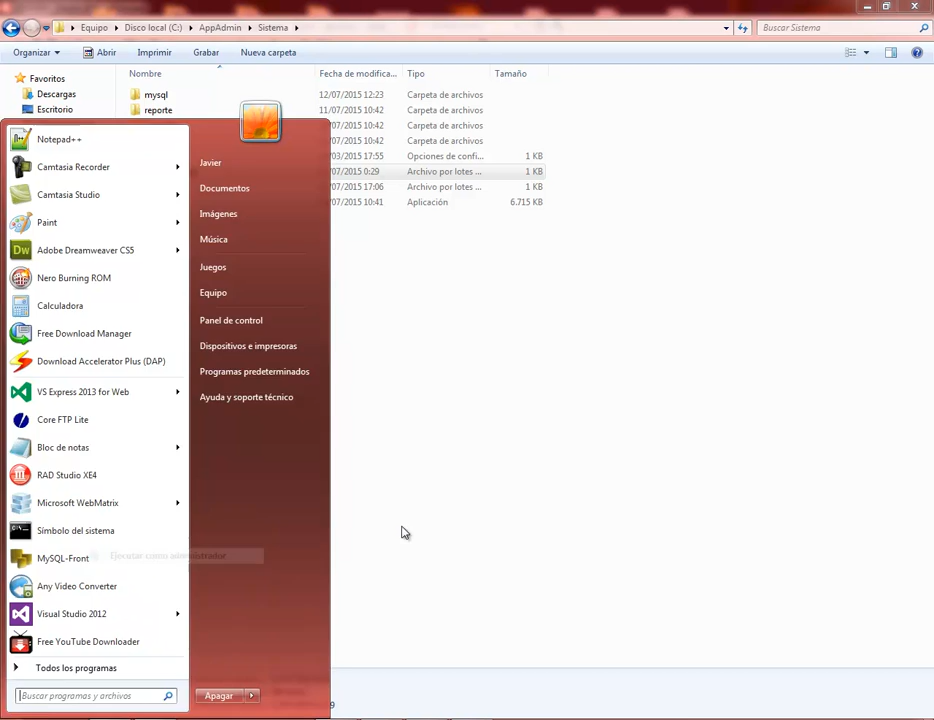 Equipo ▸ Disco local (C:) ▸ AppAdmin ▸ Sistema ▸
Buscar Sistema
Organizar
Abrir
Imprimir
Grabar
Nueva carpeta
Favoritos
Descargas
Escritorio
Nombre
Fecha de modifica...
Tipo
Tamaño
mysql
12/07/2015 12:23
Carpeta de archivos
reporte
11/07/2015 10:42
Carpeta de archivos
/07/2015 10:42
Carpeta de archivos
/07/2015 10:42
Carpeta de archivos
/03/2015 17:55
Opciones de confi...
1 KB
/07/2015 0:29
Archivo por lotes ...
1 KB
/07/2015 17:06
Archivo por lotes ...
1 KB
/07/2015 10:41
Aplicación
6.715 KB
Notepad++
Camtasia Recorder
Camtasia Studio
Paint
Dw
Adobe Dreamweaver CS5
Nero Burning ROM
Calculadora
Free Download Manager
Download Accelerator Plus (DAP)
VS Express 2013 for Web
Core FTP Lite
Bloc de notas
RAD Studio XE4
Microsoft WebMatrix
Símbolo del sistema
MySQL-Front
Ejecutar como administrador
Any Video Converter
Visual Studio 2012
Free YouTube Downloader
Todos los programas
Buscar programas y archivos
Javier
Documentos
Imágenes
Música
Juegos
Equipo
Panel de control
Dispositivos e impresoras
Programas predeterminados
Ayuda y soporte técnico
Apagar
9